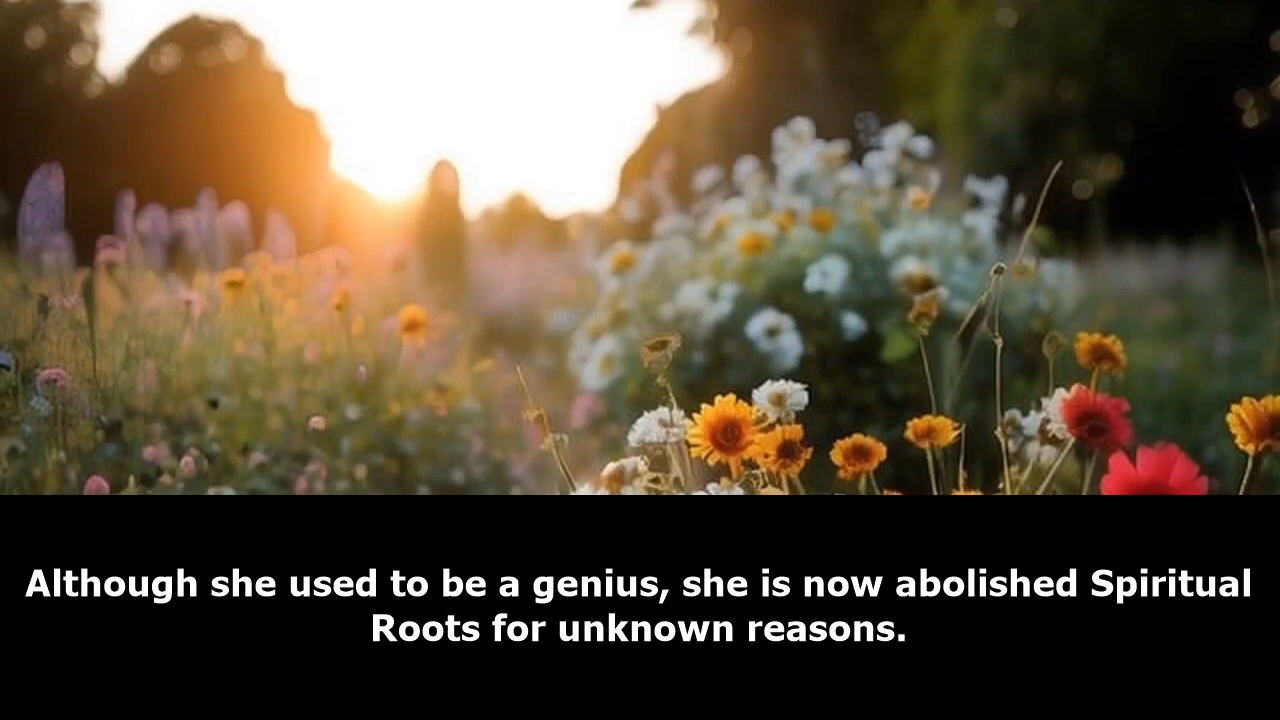 Although she used to be a genius, she is now abolished Spiritual
Roots for unknown reasons.